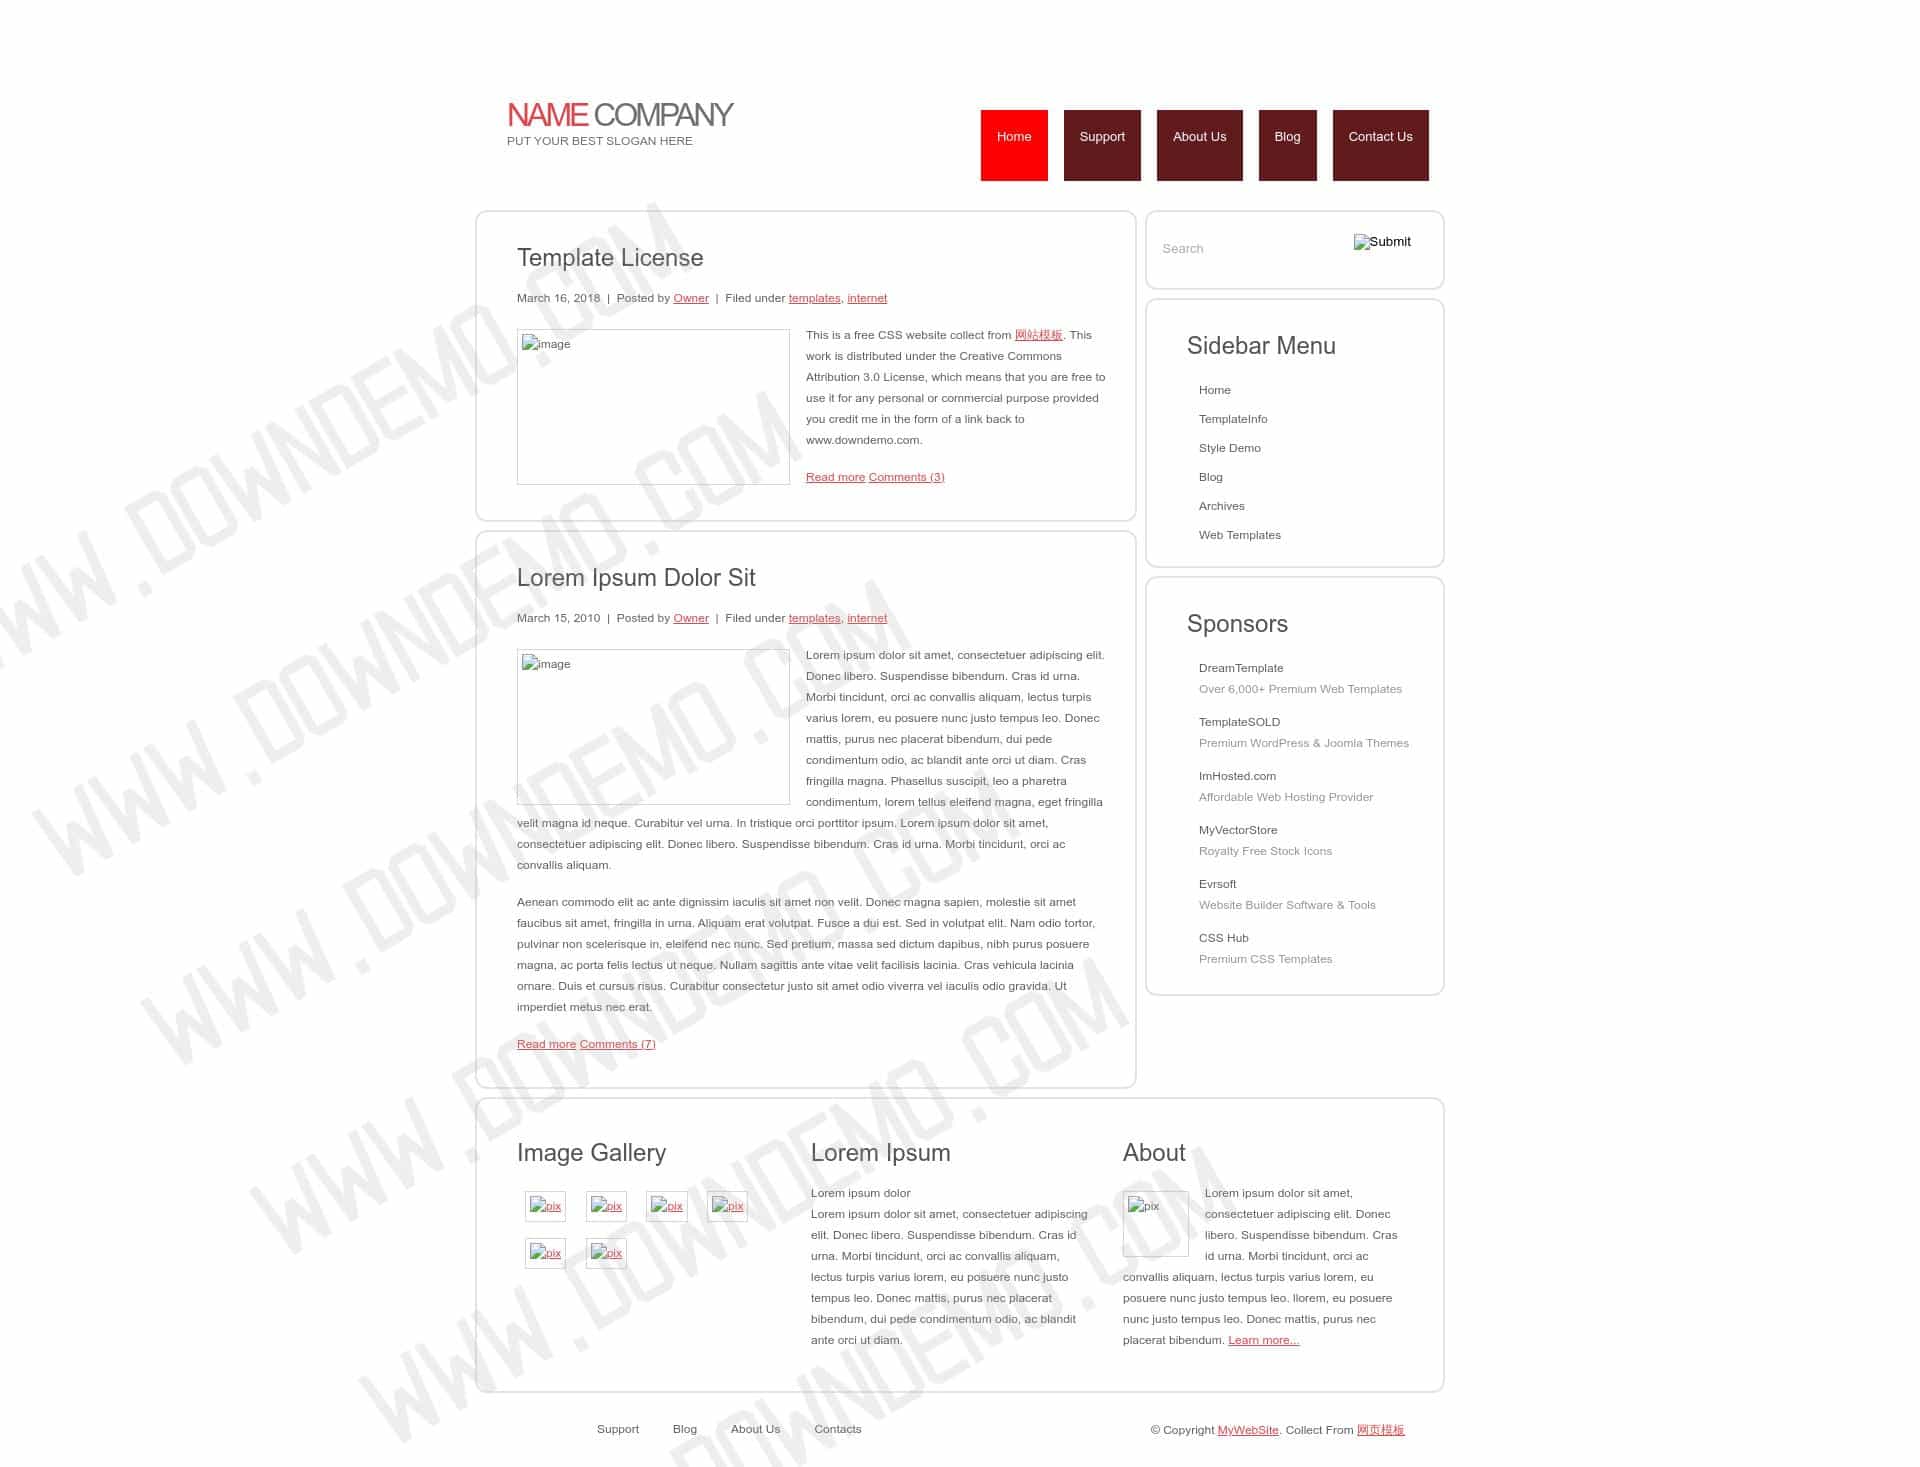 NAME COMPANY
PUT YOUR BEST SLOGAN HERE
Home
Support
About Us
Blog
Contact Us
Template License
March 16, 2018 | Posted by Owner | Filed under templates, internet
image
This is a free CSS website collect from 网站模板. This
work is distributed under the Creative Commons
Attribution 3.0 License, which means that you are free to
use it for any personal or commercial purpose provided
you credit me in the form of a link back to
www.downdemo.com.
Read more Comments (3)
Lorem Ipsum Dolor Sit
March 15, 2010 | Posted by Owner | Filed under templates, internet
image
Lorem ipsum dolor sit amet, consectetuer adipiscing elit.
Donec libero. Suspendisse bibendum. Cras id urna.
Morbi tincidunt, orci ac convallis aliquam, lectus turpis
varius lorem, eu posuere nunc justo tempus leo. Donec
mattis, purus nec placerat bibendum, dui pede
condimentum odio, ac blandit ante orci ut diam. Cras
fringilla magna. Phasellus suscipit, leo a pharetra
condimentum, lorem tellus eleifend magna, eget fringilla
velit magna id neque. Curabitur vel urna. In tristique orci porttitor ipsum. Lorem ipsum dolor sit amet,
consectetuer adipiscing elit. Donec libero. Suspendisse bibendum. Cras id urna. Morbi tincidunt, orci ac
convallis aliquam.
Aenean commodo elit ac ante dignissim iaculis sit amet non velit. Donec magna sapien, molestie sit amet
faucibus sit amet, fringilla in urna. Aliquam erat volutpat. Fusce a dui est. Sed in volutpat elit. Nam odio tortor,
pulvinar non scelerisque in, eleifend nec nunc. Sed pretium, massa sed dictum dapibus, nibh purus posuere
magna, ac porta felis lectus ut neque. Nullam sagittis ante vitae velit facilisis lacinia. Cras vehicula lacinia
ornare. Duis et cursus risus. Curabitur consectetur justo sit amet odio viverra vel iaculis odio gravida. Ut
imperdiet metus nec erat.
Read more Comments (7)
Search
Submit
Sidebar Menu
Home
TemplateInfo
Style Demo
Blog
Archives
Web Templates
Sponsors
DreamTemplate
Over 6,000+ Premium Web Templates
TemplateSOLD
Premium WordPress & Joomla Themes
ImHosted.com
Affordable Web Hosting Provider
MyVectorStore
Royalty Free Stock Icons
Evrsoft
Website Builder Software & Tools
CSS Hub
Premium CSS Templates
Image Gallery
pix pix pix pix
pix pix
Lorem Ipsum
Lorem ipsum dolor
Lorem ipsum dolor sit amet, consectetuer adipiscing
elit. Donec libero. Suspendisse bibendum. Cras id
urna. Morbi tincidunt, orci ac convallis aliquam,
lectus turpis varius lorem, eu posuere nunc justo
tempus leo. Donec mattis, purus nec placerat
bibendum, dui pede condimentum odio, ac blandit
ante orci ut diam.
About
pix
Lorem ipsum dolor sit amet,
consectetuer adipiscing elit. Donec
libero. Suspendisse bibendum. Cras
id urna. Morbi tincidunt, orci ac
convallis aliquam, lectus turpis varius lorem, eu
posuere nunc justo tempus leo. llorem, eu posuere
nunc justo tempus leo. Donec mattis, purus nec
placerat bibendum. Learn more...
Support
Blog
About Us
Contacts
© Copyright MyWebSite. Collect From 网页模板
WWW.DOWNDEMO.COM
WWW.DOWNDEMO.COM
WWW.DOWNDEMO.COM
WWW.DOWNDEMO.COM
WWW.DOWNDEMO.COM
DOWNDEMO.COM